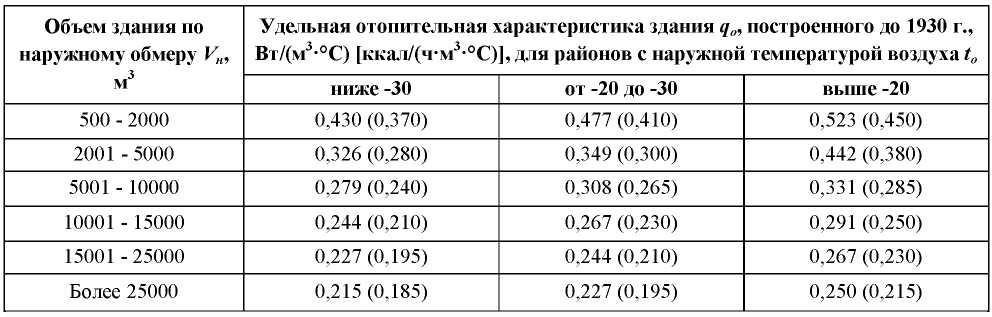 Объем здания по
наружному обмеру Vн,
м³
Удельная отопительная характеристика здания qо, построенного до 1930 г.,
Вт/(м³·°С) [ккал/(ч·м³·°С)], для районов с наружной температурой воздуха tо
ниже -30
от -20 до -30
выше -20
500 - 2000
0,430 (0,370)
0,477 (0,410)
0,523 (0,450)
2001 - 5000
0,326 (0,280)
0,349 (0,300)
0,442 (0,380)
5001 - 10000
0,279 (0,240)
0,308 (0,265)
0,331 (0,285)
10001 - 15000
0,244 (0,210)
0,267 (0,230)
0,291 (0,250)
15001 - 25000
0,227 (0,195)
0,244 (0,210)
0,267 (0,230)
Более 25000
0,215 (0,185)
0,227 (0,195)
0,250 (0,215)